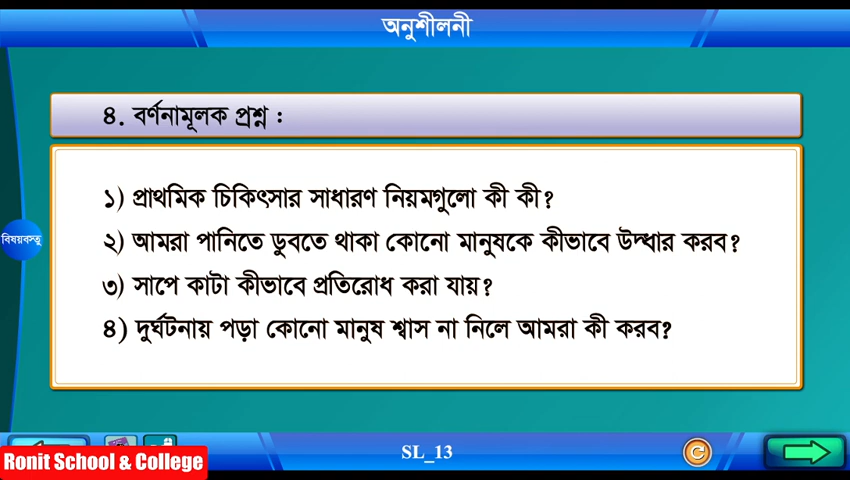 অনুশীলনী
৪. বর্ণনামূলক প্রশ্ন :
১) প্রাথমিক চিকিৎসার সাধারণ নিয়মগুলো কী কী?
২) আমরা পানিতে ডুবতে থাকা কোনো মানুষকে কীভাবে উদ্ধার করব?
বিষয়বস্তু
৩) সাপে কাটা কীভাবে প্রতিরোধ করা যায়?
৪) দুর্ঘটনায় পড়া কোনো মানুষ শ্বাস না নিলে আমরা কী করব?
SL_13
Ronit School & College